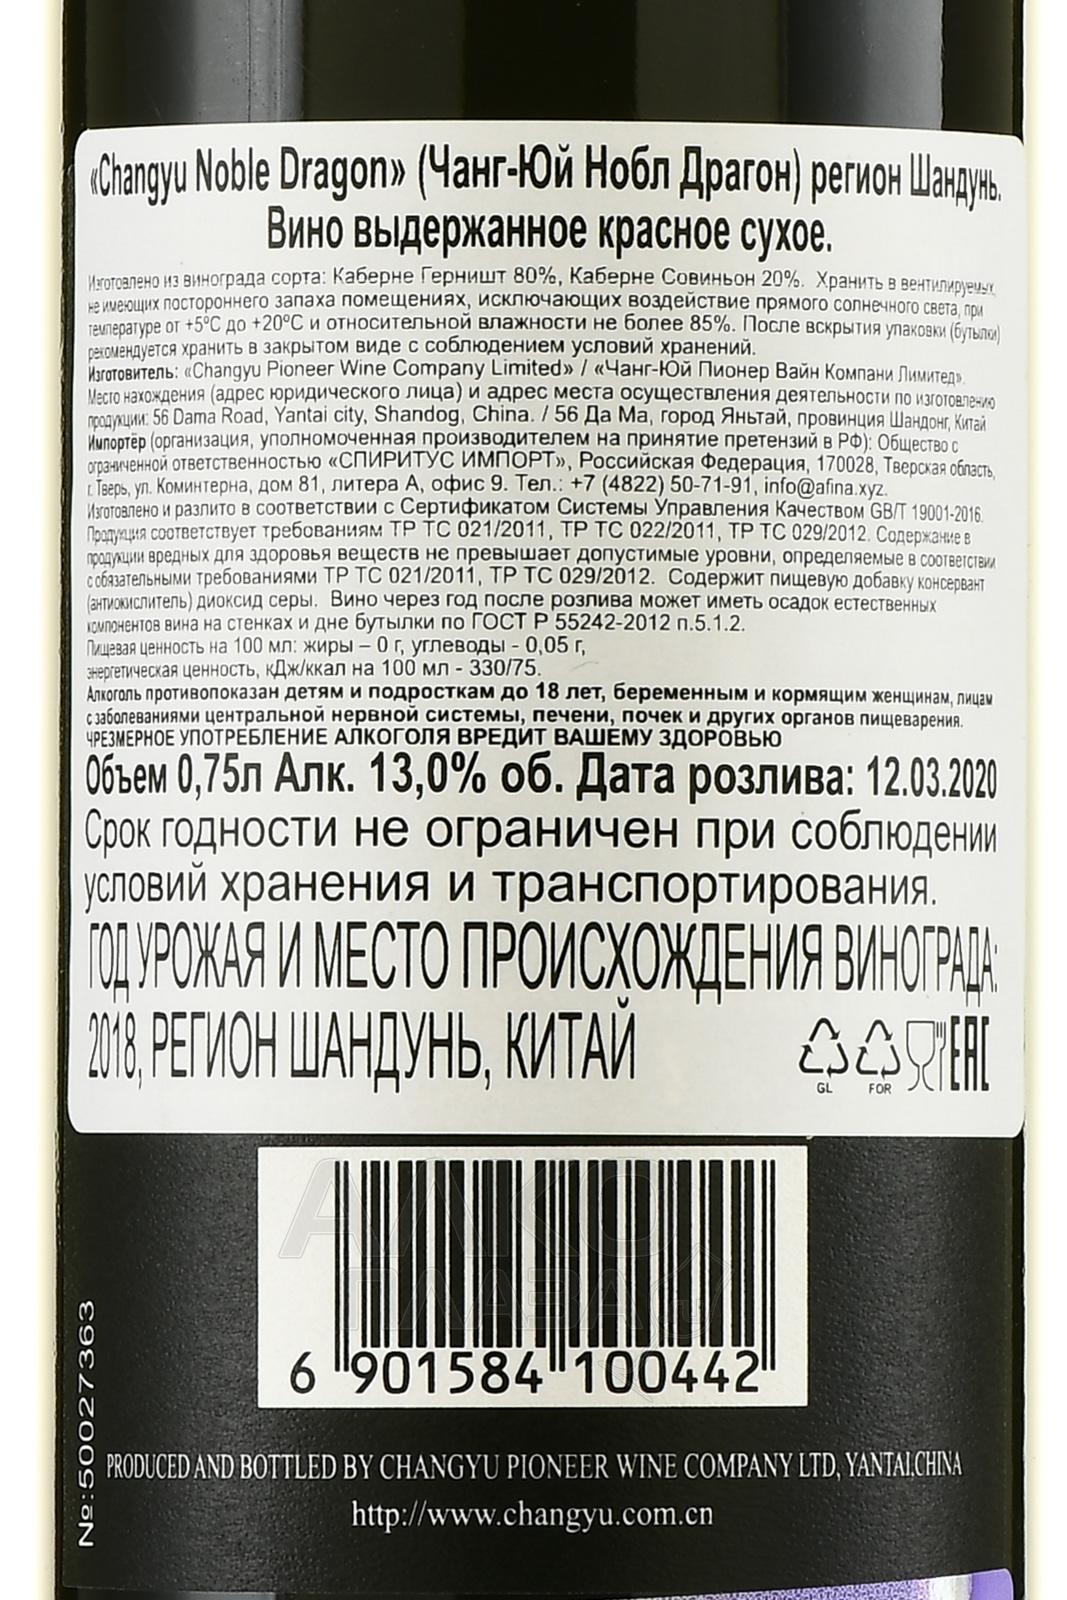 «Changyu Noble Dragon» (Чанг-Юй Нобл Драгон) регион Шандунь.
Вино выдержанное красное сухое.
Изготовлено из винограда сорта: Каберне Герништ 80%, Каберне Совиньон 20%. Хранить в вентилируемых,
не имеющих постороннего запаха помещениях, исключающих воздействие прямого солнечного света, при
температуре от +5°С до +20°С и относительной влажности не более 85%. После вскрытия упаковки (бутылки)
рекомендуется хранить в закрытом виде с соблюдением условий хранений.
Изготовитель: «Changyu Pioneer Wine Company Limited» / «Чанг-Юй Пионер Вайн Компани Лимитед».
Место нахождения (адрес юридического лица) и адрес места осуществления деятельности по изготовлению
продукции: 56 Dama Road, Yantai city, Shandog, China. / 56 Да Ма, город Яньтай, провинция Шандонг, Китай
Импортёр (организация, уполномоченная производителем на принятие претензий в РФ): Общество с
ограниченной ответственностью «СПИРИТУС ИМПОРТ», Российская Федерация, 170028, Тверская область,
г. Тверь, ул. Коминтерна, дом 81, литера А, офис 9. Тел.: +7 (4822) 50-71-91, info@afina.xyz.
Изготовлено и разлито в соответствии с Сертификатом Системы Управления Качеством GB/T 19001-2016.
Продукция соответствует требованиям ТР ТС 021/2011, ТР ТС 022/2011, ТР ТС 029/2012. Содержание в
продукции вредных для здоровья веществ не превышает допустимые уровни, определяемые в соответствии
с обязательными требованиями ТР ТС 021/2011, ТР ТС 029/2012. Содержит пищевую добавку консервант
(антиокислитель) диоксид серы. Вино через год после розлива может иметь осадок естественных
компонентов вина на стенках и дне бутылки по ГОСТ Р 55242-2012 п.5.1.2.
Пищевая ценность на 100 мл: жиры – 0 г, углеводы - 0,05 г,
энергетическая ценность, кДж/ккал на 100 мл - 330/75.
Алкоголь противопоказан детям и подросткам до 18 лет, беременным и кормящим женщинам, лицам
с заболеваниями центральной нервной системы, печени, почек и других органов пищеварения.
ЧРЕЗМЕРНОЕ УПОТРЕБЛЕНИЕ АЛКОГОЛЯ ВРЕДИТ ВАШЕМУ ЗДОРОВЬЮ
Объем 0,75л Алк. 13,0% об. Дата розлива: 12.03.2020
Срок годности не ограничен при соблюдении
условий хранения и транспортирования.
ГОД УРОЖАЯ И МЕСТО ПРОИСХОЖДЕНИЯ ВИНОГРАДА:
2018, РЕГИОН ШАНДУНЬ, КИТАЙ
GL FOR EAC
АЛКО
ПЛАЗА
6 901584 100442
№:50027363
PRODUCED AND BOTTLED BY CHANGYU PIONEER WINE COMPANY LTD, YANTAI,CHINA
http://www.changyu.com.cn